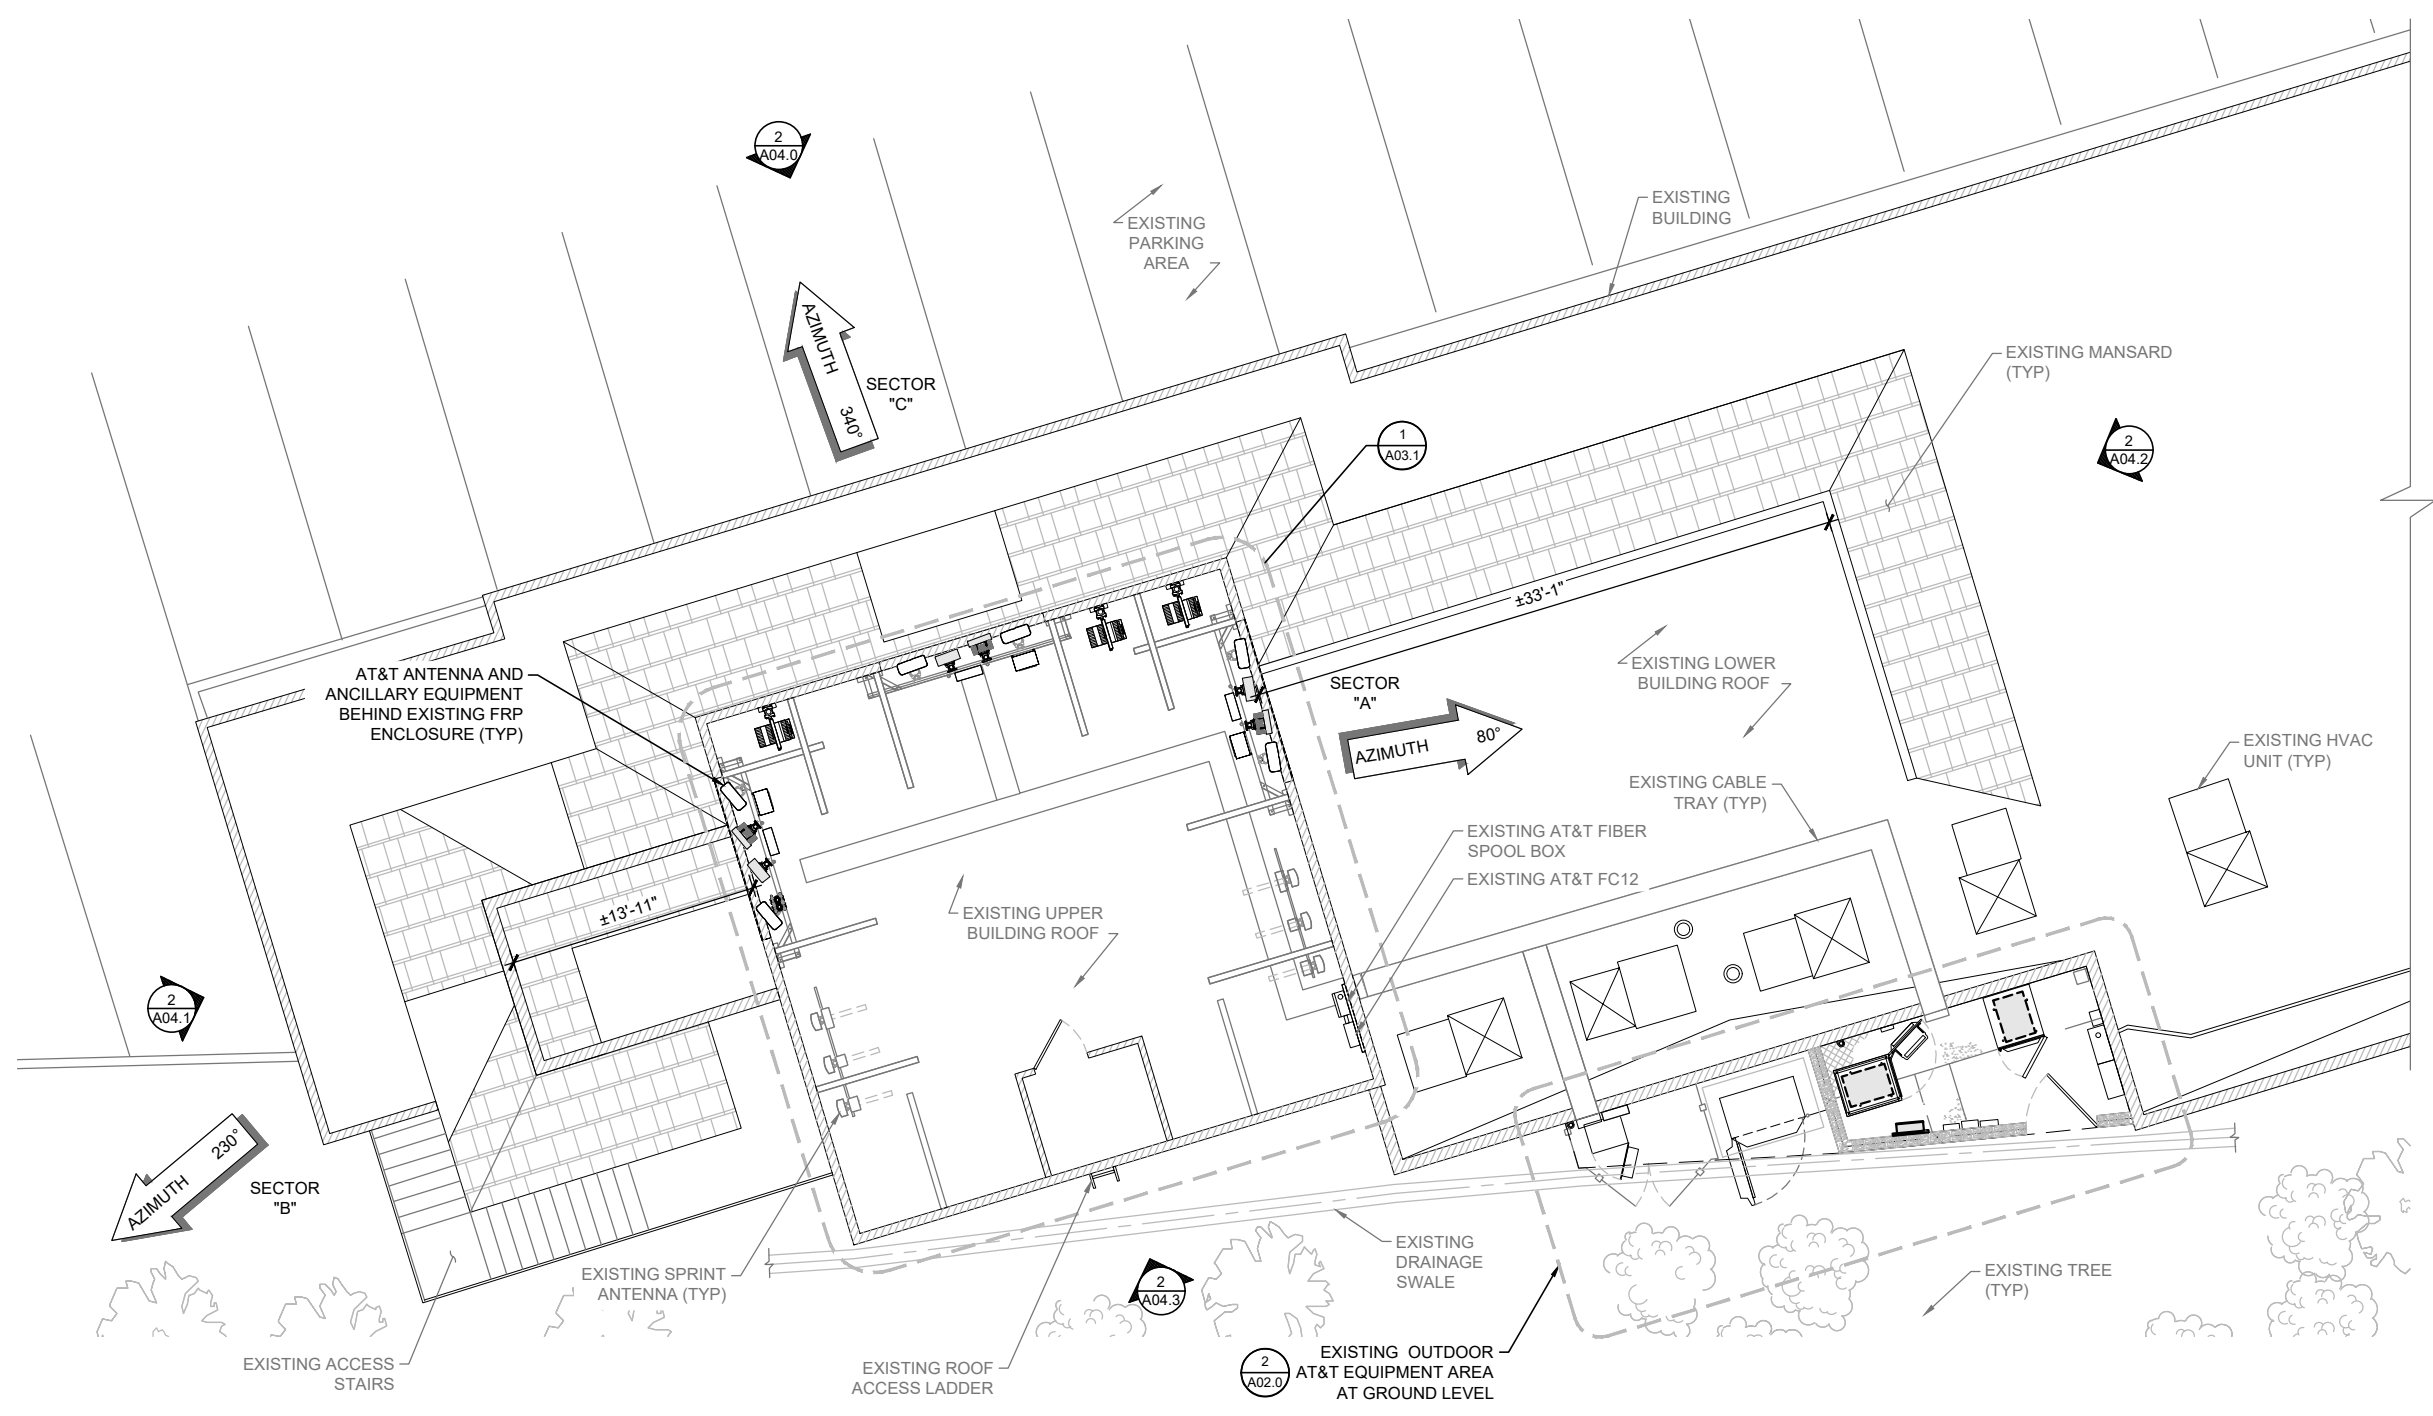 2
A04.0
EXISTING
BUILDING
EXISTING
PARKING
AREA
AZIMUTH 340°
SECTOR
"C"
EXISTING MANSARD
(TYP)
1
A03.1
2
A04.2
±33'-1"
AT&T ANTENNA AND
ANCILLARY EQUIPMENT
BEHIND EXISTING FRP
ENCLOSURE (TYP)
SECTOR
"A"
AZIMUTH 80°
EXISTING LOWER
BUILDING ROOF
EXISTING HVAC
UNIT (TYP)
EXISTING CABLE
TRAY (TYP)
EXISTING AT&T FIBER
SPOOL BOX
EXISTING AT&T FC12
±13'-11"
EXISTING UPPER
BUILDING ROOF
2
A04.1
AZIMUTH 230°
SECTOR
"B"
EXISTING SPRINT
ANTENNA (TYP)
2
A04.3
EXISTING
DRAINAGE
SWALE
EXISTING TREE
(TYP)
EXISTING ACCESS
STAIRS
EXISTING ROOF
ACCESS LADDER
2
A02.0
EXISTING OUTDOOR
AT&T EQUIPMENT AREA
AT GROUND LEVEL